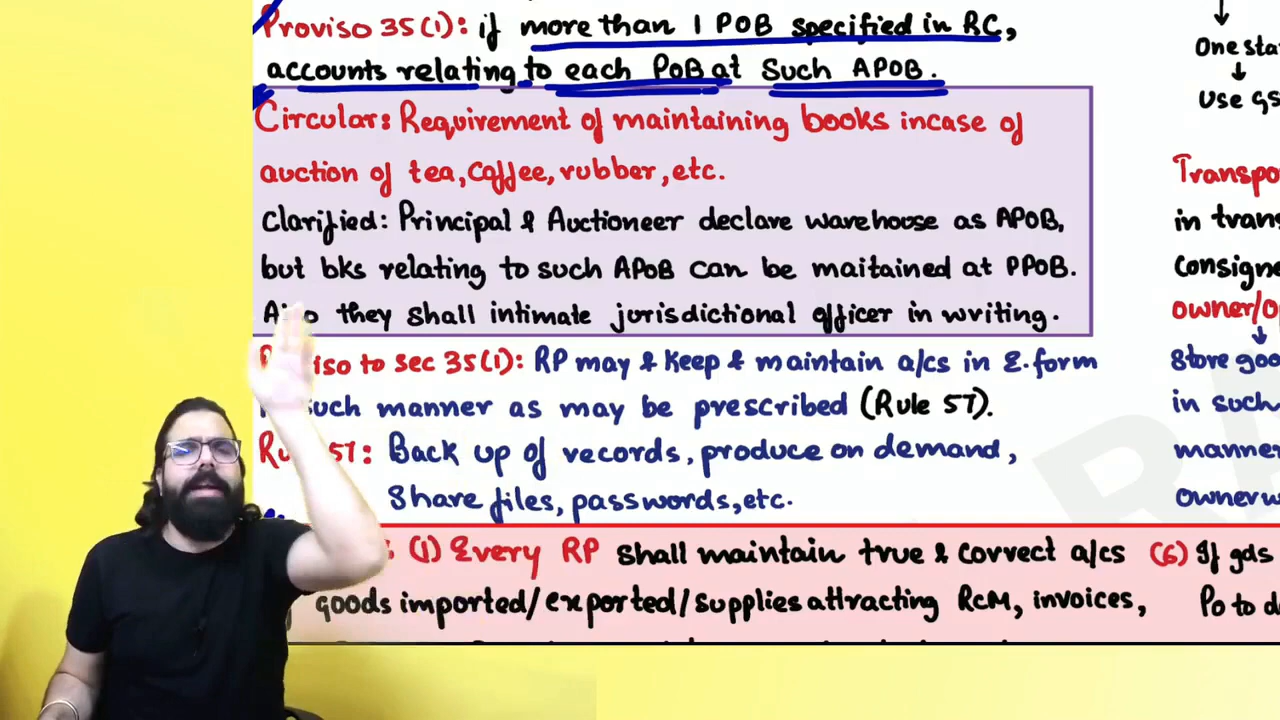 Proviso 35(1): if more than 1 POB specified in RC,
accounts relating to each POB at such APOB.
Circular: Requirement of maintaining books incase of
auction of tea, coffee, rubber, etc.
Clarified: Principal & Auctioneer declare warehouse as APOB,
but bks relating to such APOB can be maitained at PPOB.
they shall intimate jurisdictional officer in writing.
to sec 35(1): RP may & keep & maintain a/cs in E.form
such manner as may be prescribed (Rule 57).
Back up of records, produce on demand,
share files, passwords, etc.
(1) Every RP shall maintain true & correct a/cs
goods imported/exported/supplies attracting RCM, invoices,
One sta
Use GS
Transpo
in trans
Consigne
owner/op
Store goo
in such
manner
owner w
(6) If gds
Po to d